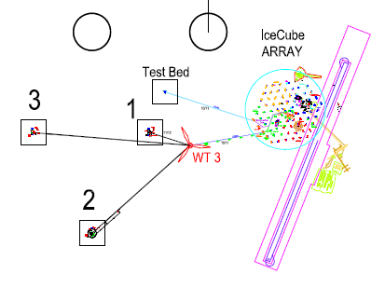 IceCube
ARRAY
Test Bed
3
1
WT 3
2